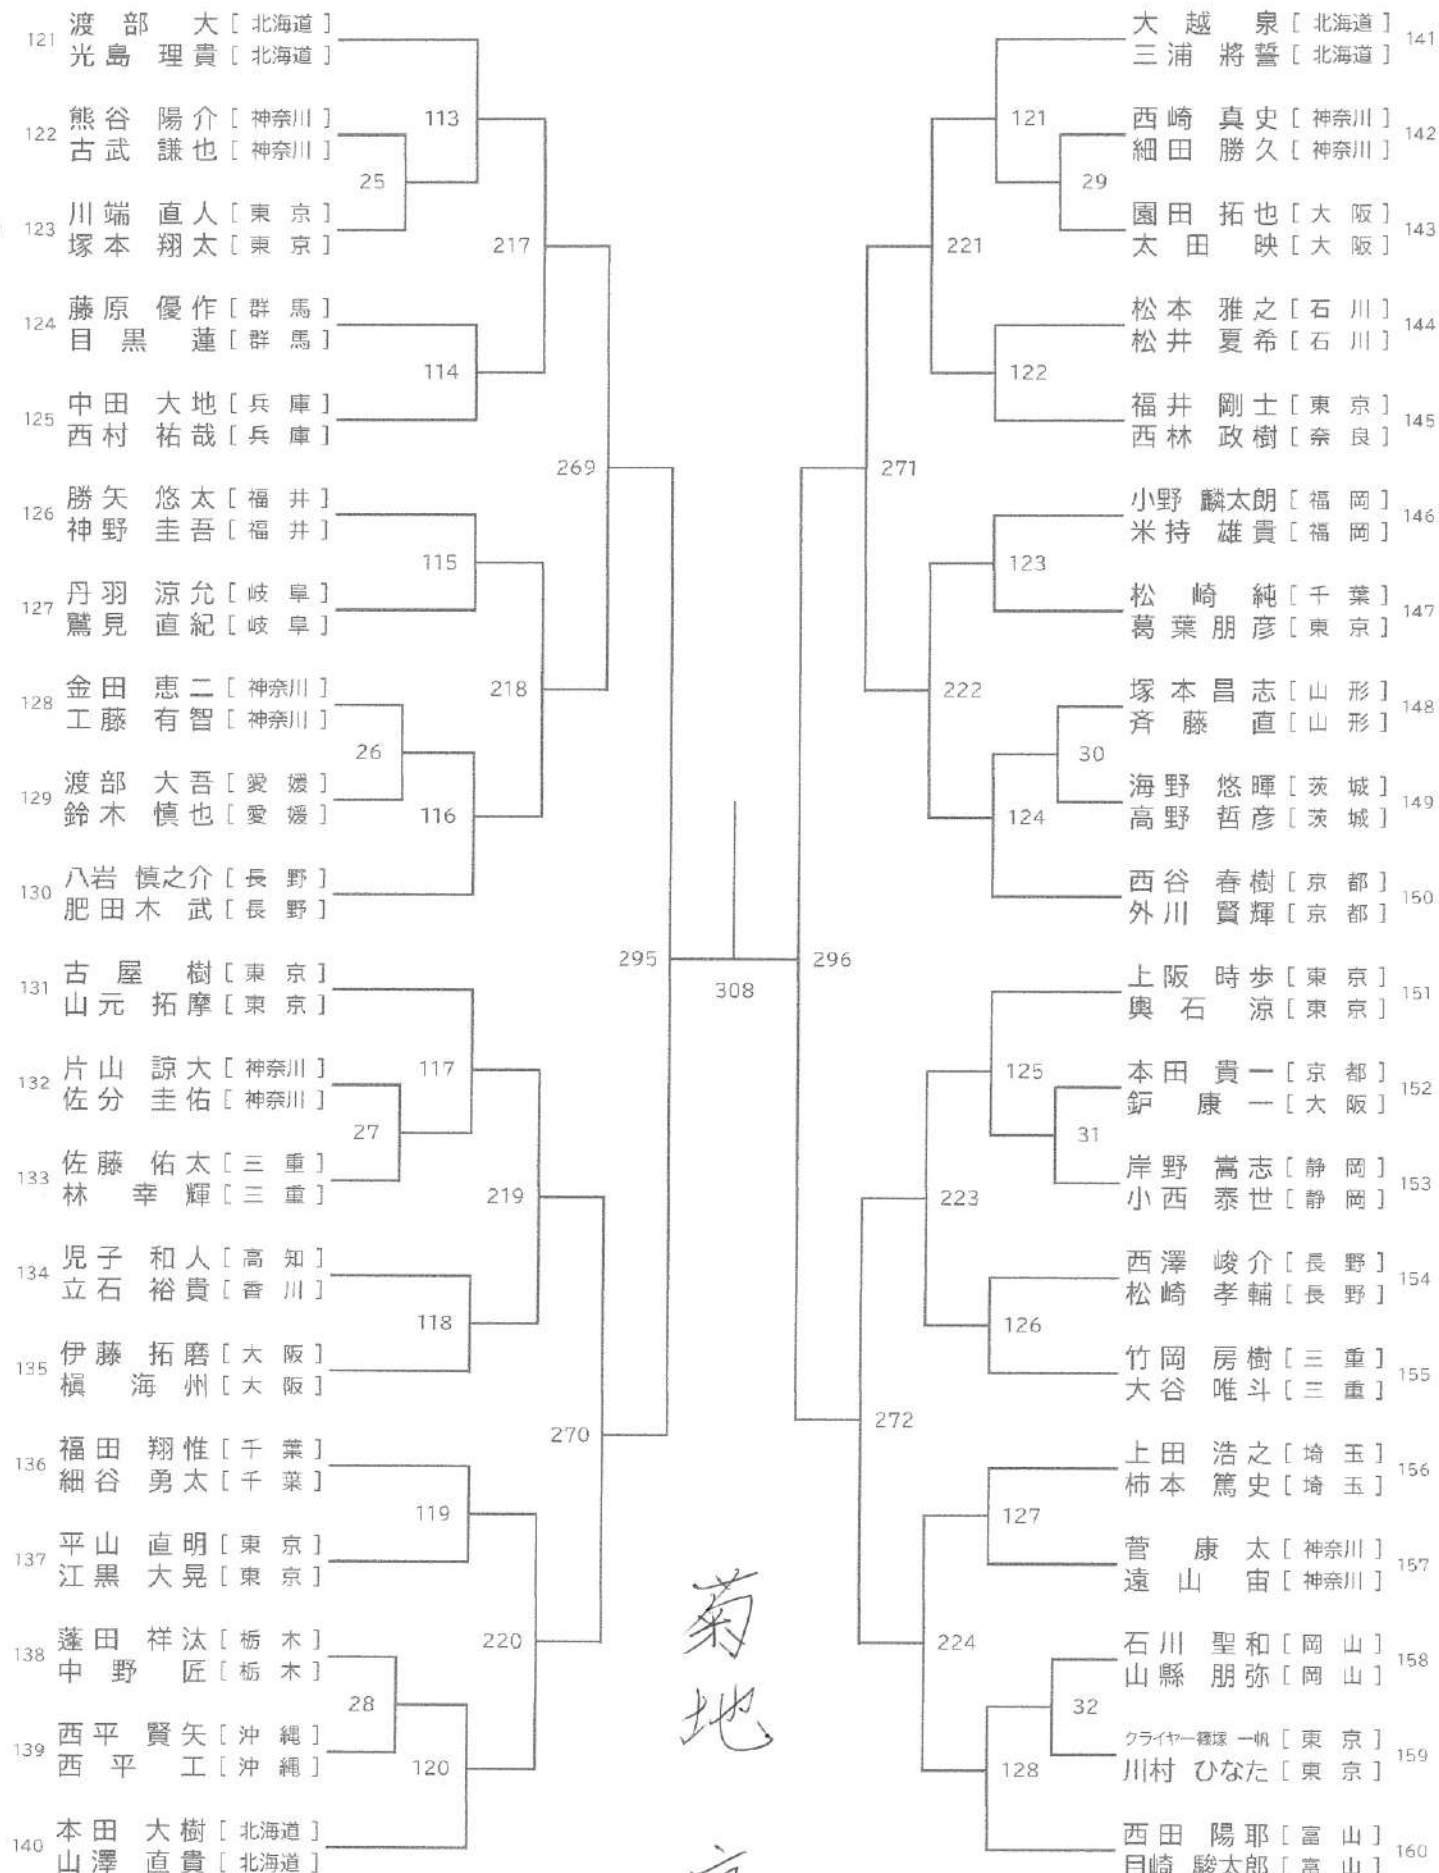 121 渡部 大 [北海道]
光島 理貴 [北海道]
122 熊谷 陽介 [神奈川]
古武 謙也 [神奈川]
123 川端 直人 [東京]
塚本 翔太 [東京]
124 藤原 優作 [群馬]
目黒 蓮 [群馬]
125 中田 大地 [兵庫]
西村 祐哉 [兵庫]
126 勝矢 悠太 [福井]
神野 圭吾 [福井]
127 丹羽 涼允 [岐阜]
鷲見 直紀 [岐阜]
128 金田 恵二 [神奈川]
工藤 有智 [神奈川]
129 渡部 大吾 [愛媛]
鈴木 慎也 [愛媛]
130 八岩 慎之介 [長野]
肥田木 武 [長野]
131 古屋 樹 [東京]
山元 拓摩 [東京]
132 片山 諒大 [神奈川]
佐分 圭佑 [神奈川]
133 佐藤 佑太 [三重]
林 幸輝 [三重]
134 児子 和人 [高知]
立石 裕貴 [香川]
135 伊藤 拓磨 [大阪]
槇 海州 [大阪]
136 福田 翔惟 [千葉]
細谷 勇太 [千葉]
137 平山 直明 [東京]
江黒 大晃 [東京]
138 蓬田 祥汰 [栃木]
中野 匠 [栃木]
139 西平 賢矢 [沖縄]
西平 工 [沖縄]
140 本田 大樹 [北海道]
山澤 直貴 [北海道]
113
25
217
114
269
115
218
26
116
295
308
296
117
27
219
118
270
119
220
28
120
菊地
大越 泉 [北海道] 141
三浦 將誓 [北海道]
西崎 真史 [神奈川] 142
細田 勝久 [神奈川]
園田 拓也 [大阪] 143
太田 映 [大阪]
松本 雅之 [石川] 144
松井 夏希 [石川]
福井 剛士 [東京] 145
西林 政樹 [奈良]
小野 麟太朗 [福岡] 146
米持 雄貴 [福岡]
松崎 純 [千葉] 147
葛葉 朋彦 [東京]
塚本 昌志 [山形] 148
斉藤 直 [山形]
海野 悠暉 [茨城] 149
高野 哲彦 [茨城]
西谷 春樹 [京都] 150
外川 賢輝 [京都]
上阪 時歩 [東京] 151
輿石 涼 [東京]
本田 貴一 [京都] 152
鈩 康一 [大阪]
岸野 嵩志 [静岡] 153
小西 泰世 [静岡]
西澤 峻介 [長野] 154
松崎 孝輔 [長野]
竹岡 房樹 [三重] 155
大谷 唯斗 [三重]
上田 浩之 [埼玉] 156
柿本 篤史 [埼玉]
菅 康太 [神奈川] 157
遠山 宙 [神奈川]
石川 聖和 [岡山] 158
山縣 朋弥 [岡山]
クライヤー篠塚 一帆 [東京] 159
川村 ひなた [東京]
西田 陽耶 [富山] 160
目崎 駿太郎 [富山]
121
29
221
122
271
123
222
30
124
125
31
223
126
272
127
224
32
128